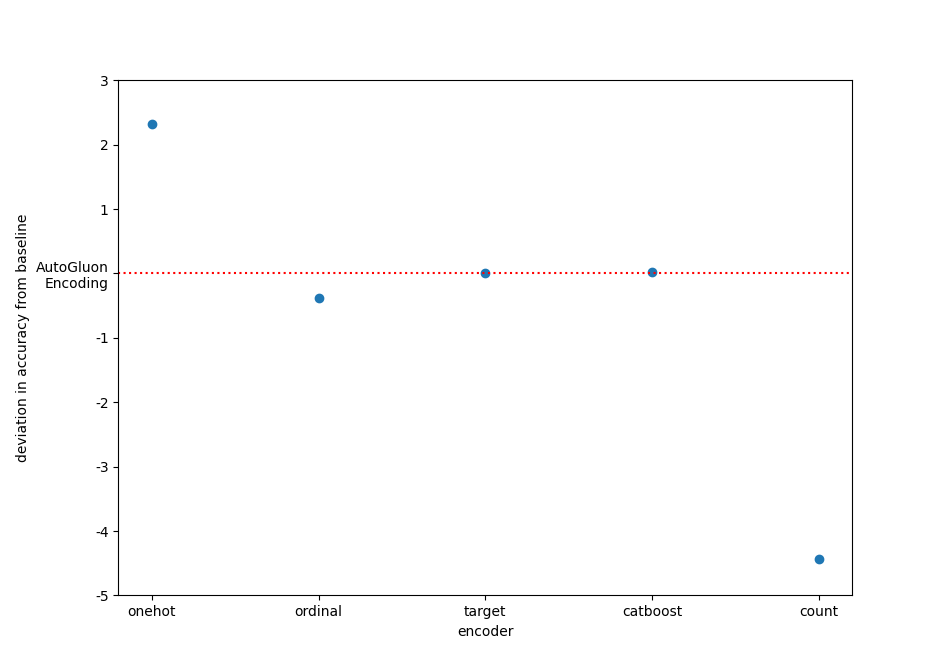 3
2
1
AutoGluon
Encoding
-1
-2
-3
-4
-5
deviation in accuracy from baseline
onehot ordinal target catboost count
encoder